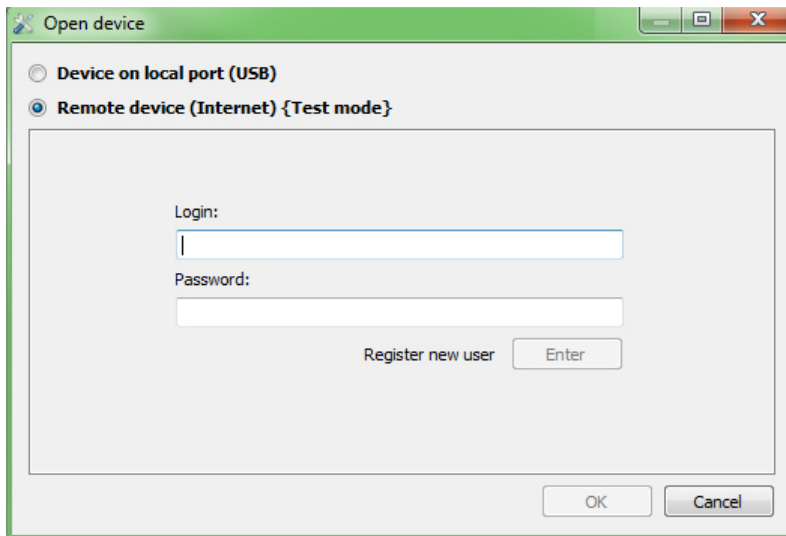 Open device
Device on local port (USB)
Remote device (Internet) {Test mode}
Login:
Password:
Register new user Enter
OK Cancel